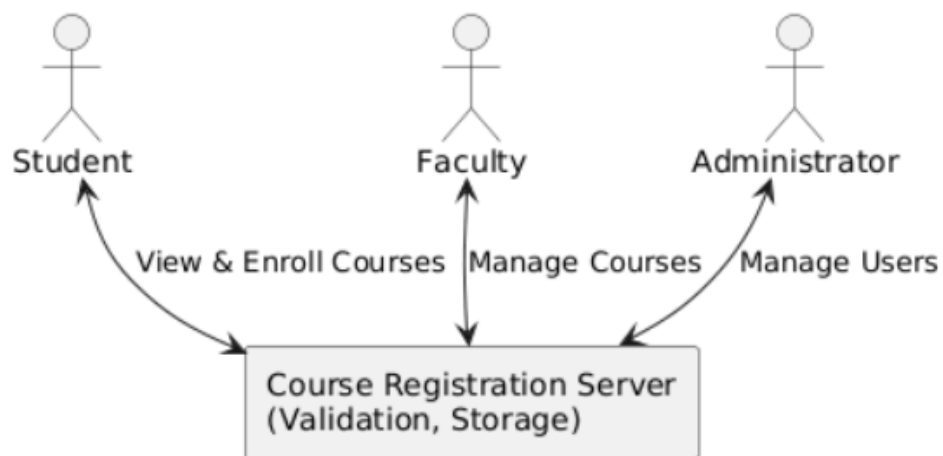 Student
Faculty
Administrator
View & Enroll Courses
Manage Courses
Manage Users
Course Registration Server
(Validation, Storage)